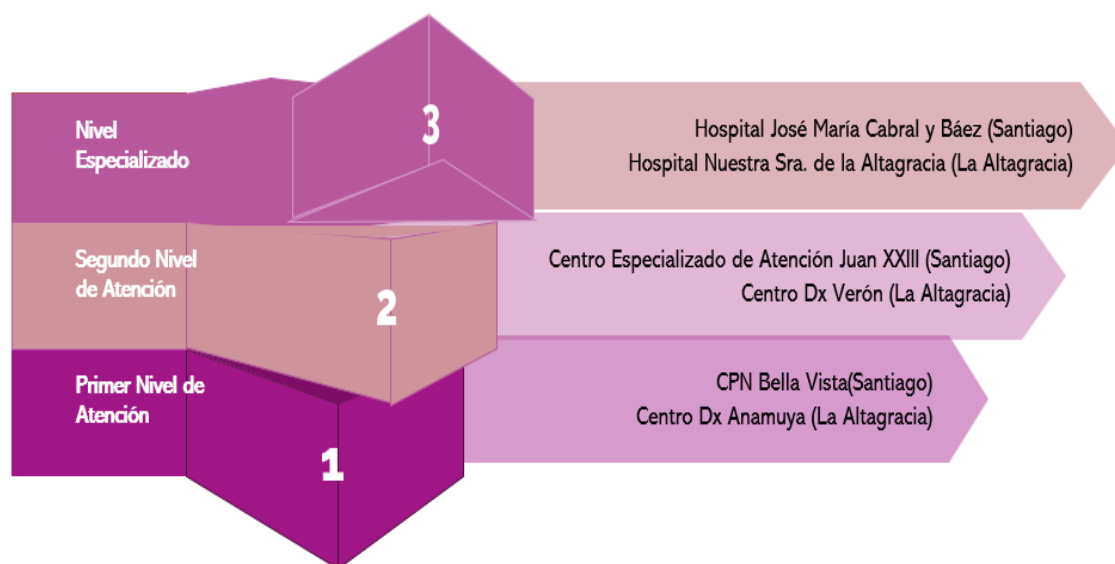 Nivel
Especializado
3
Hospital José María Cabral y Báez (Santiago)
Hospital Nuestra Sra. de la Altagracia (La Altagracia)
Segundo Nivel
de Atención
2
Centro Especializado de Atención Juan XXIII (Santiago)
Centro Dx Verón (La Altagracia)
Primer Nivel de
Atención
1
CPN Bella Vista(Santiago)
Centro Dx Anamuya (La Altagracia)